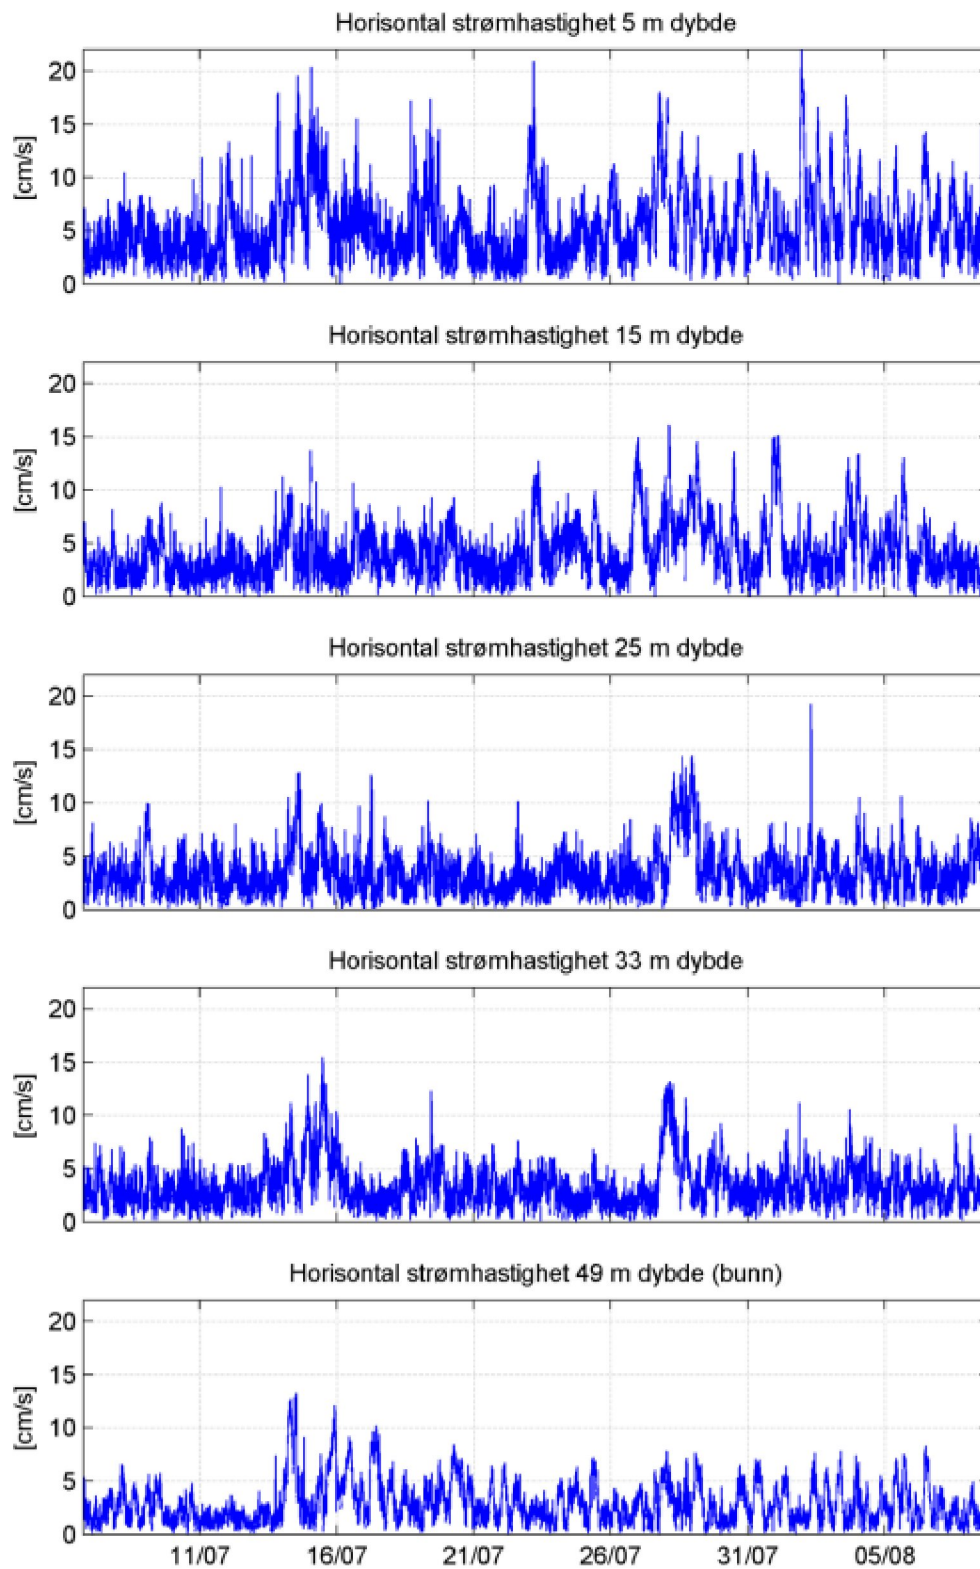 Horisontal strømhastighet 5 m dybde
20
15
10
5
0
[cm/s]
Horisontal strømhastighet 15 m dybde
20
15
10
5
0
[cm/s]
Horisontal strømhastighet 25 m dybde
20
15
10
5
0
[cm/s]
Horisontal strømhastighet 33 m dybde
20
15
10
5
0
[cm/s]
Horisontal strømhastighet 49 m dybde (bunn)
20
15
10
5
0
[cm/s]
11/07 16/07 21/07 26/07 31/07 05/08